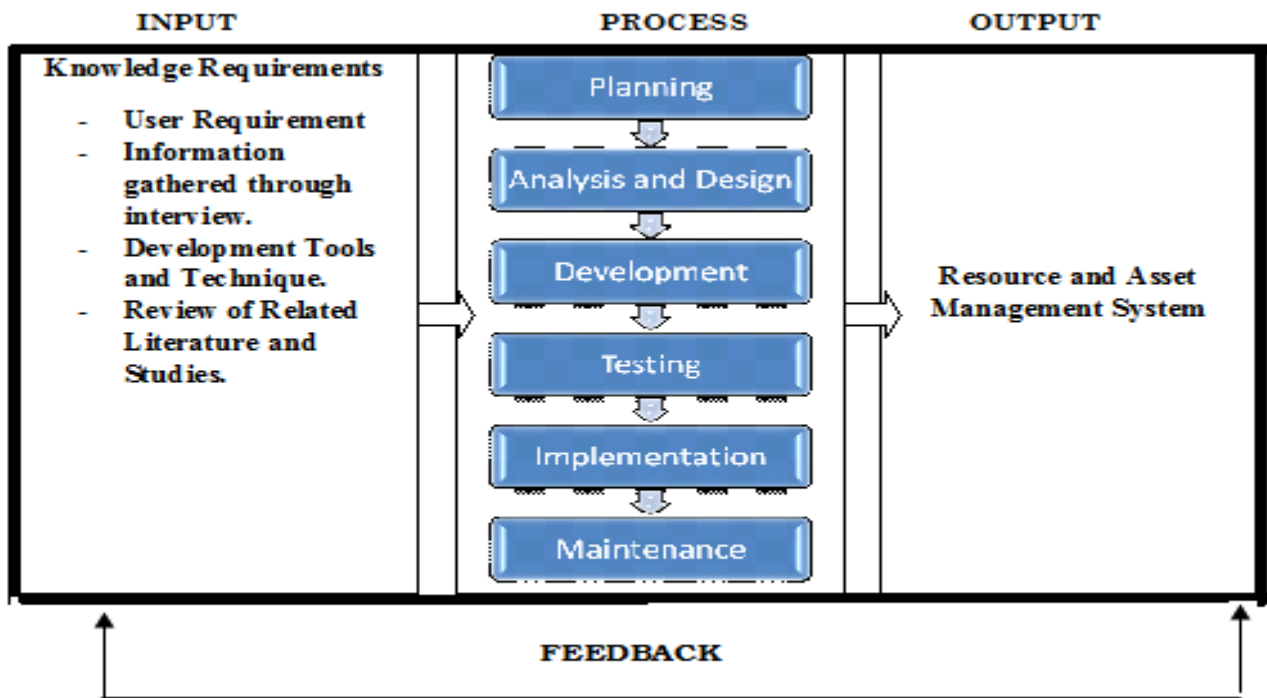 INPUT
PROCESS
OUTPUT
Knowledge Requirements
- User Requirement
- Information
gathered through
interview.
- Development Tools
and Technique.
- Review of Related
Literature and
Studies.
Planning
Analysis and Design
Development
Testing
Implementation
Maintenance
Resource and Asset
Management System
FEEDBACK